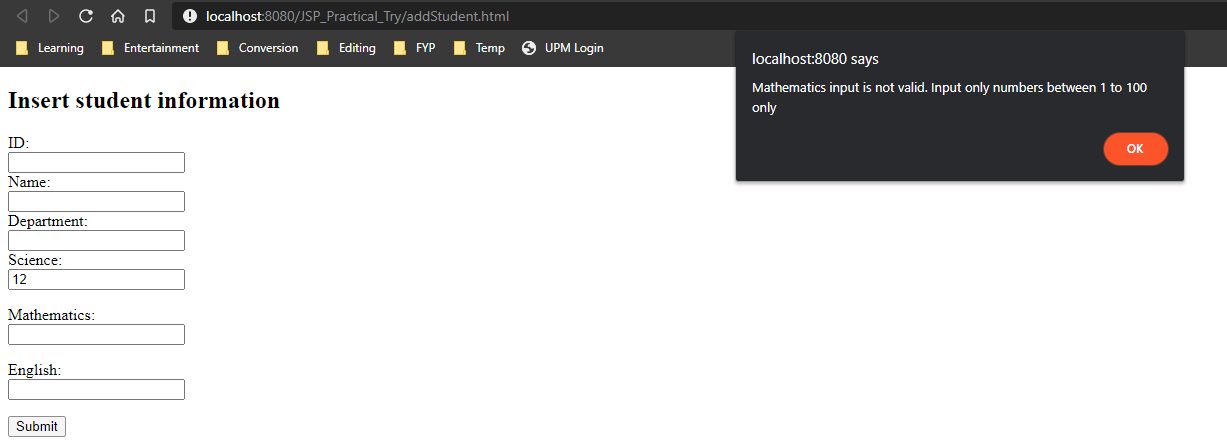 localhost:8080/JSP_Practical_Try/addStudent.html
Learning Entertainment Conversion Editing FYP Temp UPM Login
localhost:8080 says
Mathematics input is not valid. Input only numbers between 1 to 100
only
OK
Insert student information
ID:
Name:
Department:
Science:
12
Mathematics:
English:
Submit